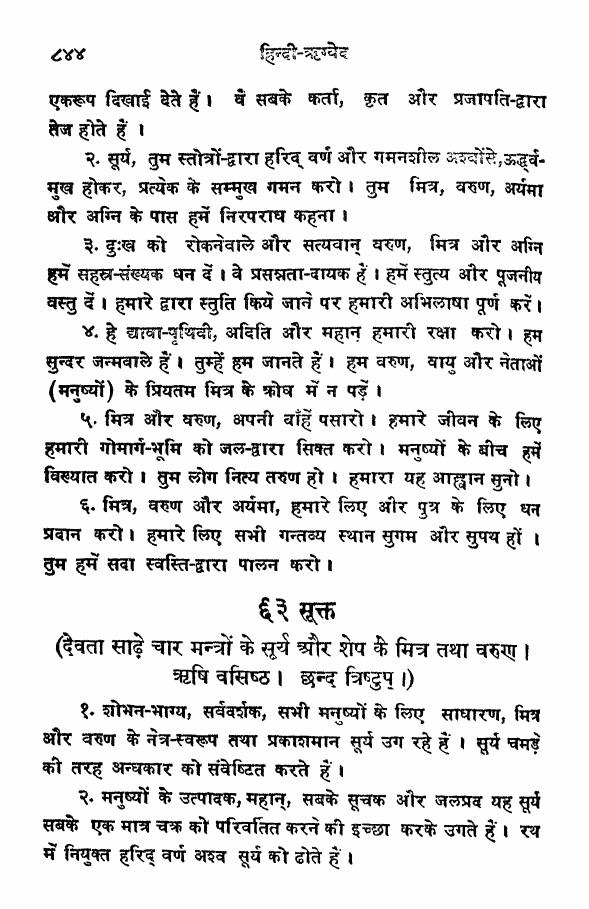 ८४४ हिन्दी-ऋग्वेद
एकरूप दिखाई देते हैं। वे सबके कर्ता, कृत और प्रजापति-द्वारा
तेज होते हैं ।
२. सूर्य, तुम स्तोत्रों-द्वारा हरिद् वर्ण और गमनशील अश्वोंसे,ऊर्द्ध्व-
मुख होकर, प्रत्येक के सम्मुख गमन करो। तुम मित्र, वरुण, अर्यमा
और अग्नि के पास हमें निरपराध कहना ।
३. दुःख को रोकनेवाले और सत्यवान् वरुण, मित्र और अग्नि
हमें सहस्र-संख्यक धन दें। वे प्रसन्नता-दायक हैं। हमें स्तुत्य और पूजनीय
वस्तु दें। हमारे द्वारा स्तुति किये जाने पर हमारी अभिलाषा पूर्ण करें।
४. हे द्यावा-पृथिवी, अदिति और महान् हमारी रक्षा करो। हम
सुन्दर जन्मवाले हैं। तुम्हें हम जानते हैं। हम वरुण, वायु और नेताओं
(मनुष्यों) के प्रियतम मित्र के क्रोध में न पड़ें।
५. मित्र और वरुण, अपनी बाँहें पसारो। हमारे जीवन के लिए
हमारी गोमार्ग-भूमि को जल-द्वारा सिक्त करो। मनुष्यों के बीच हमें
विख्यात करो। तुम लोग नित्य तरुण हो। हमारा यह आह्वान सुनो।
६. मित्र, वरुण और अर्यमा, हमारे लिए और पुत्र के लिए धन
प्रदान करो। हमारे लिए सभी गन्तव्य स्थान सुगम और सुपथ हों ।
तुम हमें सदा स्वस्ति-द्वारा पालन करो।
६३ सूक्त
(देवता साढ़े चार मन्त्रों के सूर्य और शेष के मित्र तथा वरुण।
ऋषि वसिष्ठ। छन्द त्रिष्टुप्।)
१. शोभन-भाग्य, सर्वदर्शक, सभी मनुष्यों के लिए साधारण, मित्र
और वरुण के नेत्र-स्वरूप तथा प्रकाशमान सूर्य उग रहे हैं। सूर्य चमड़े
की तरह अन्धकार को संवेष्टित करते हैं।
२. मनुष्यों के उत्पादक, महान्, सबके सूचक और जलप्रद यह सूर्य
सबके एक मात्र चक्र को परिवर्तित करने की इच्छा करके उगते हैं। रथ
में नियुक्त हरिद् वर्ण अश्व सूर्य को ढोते हैं।